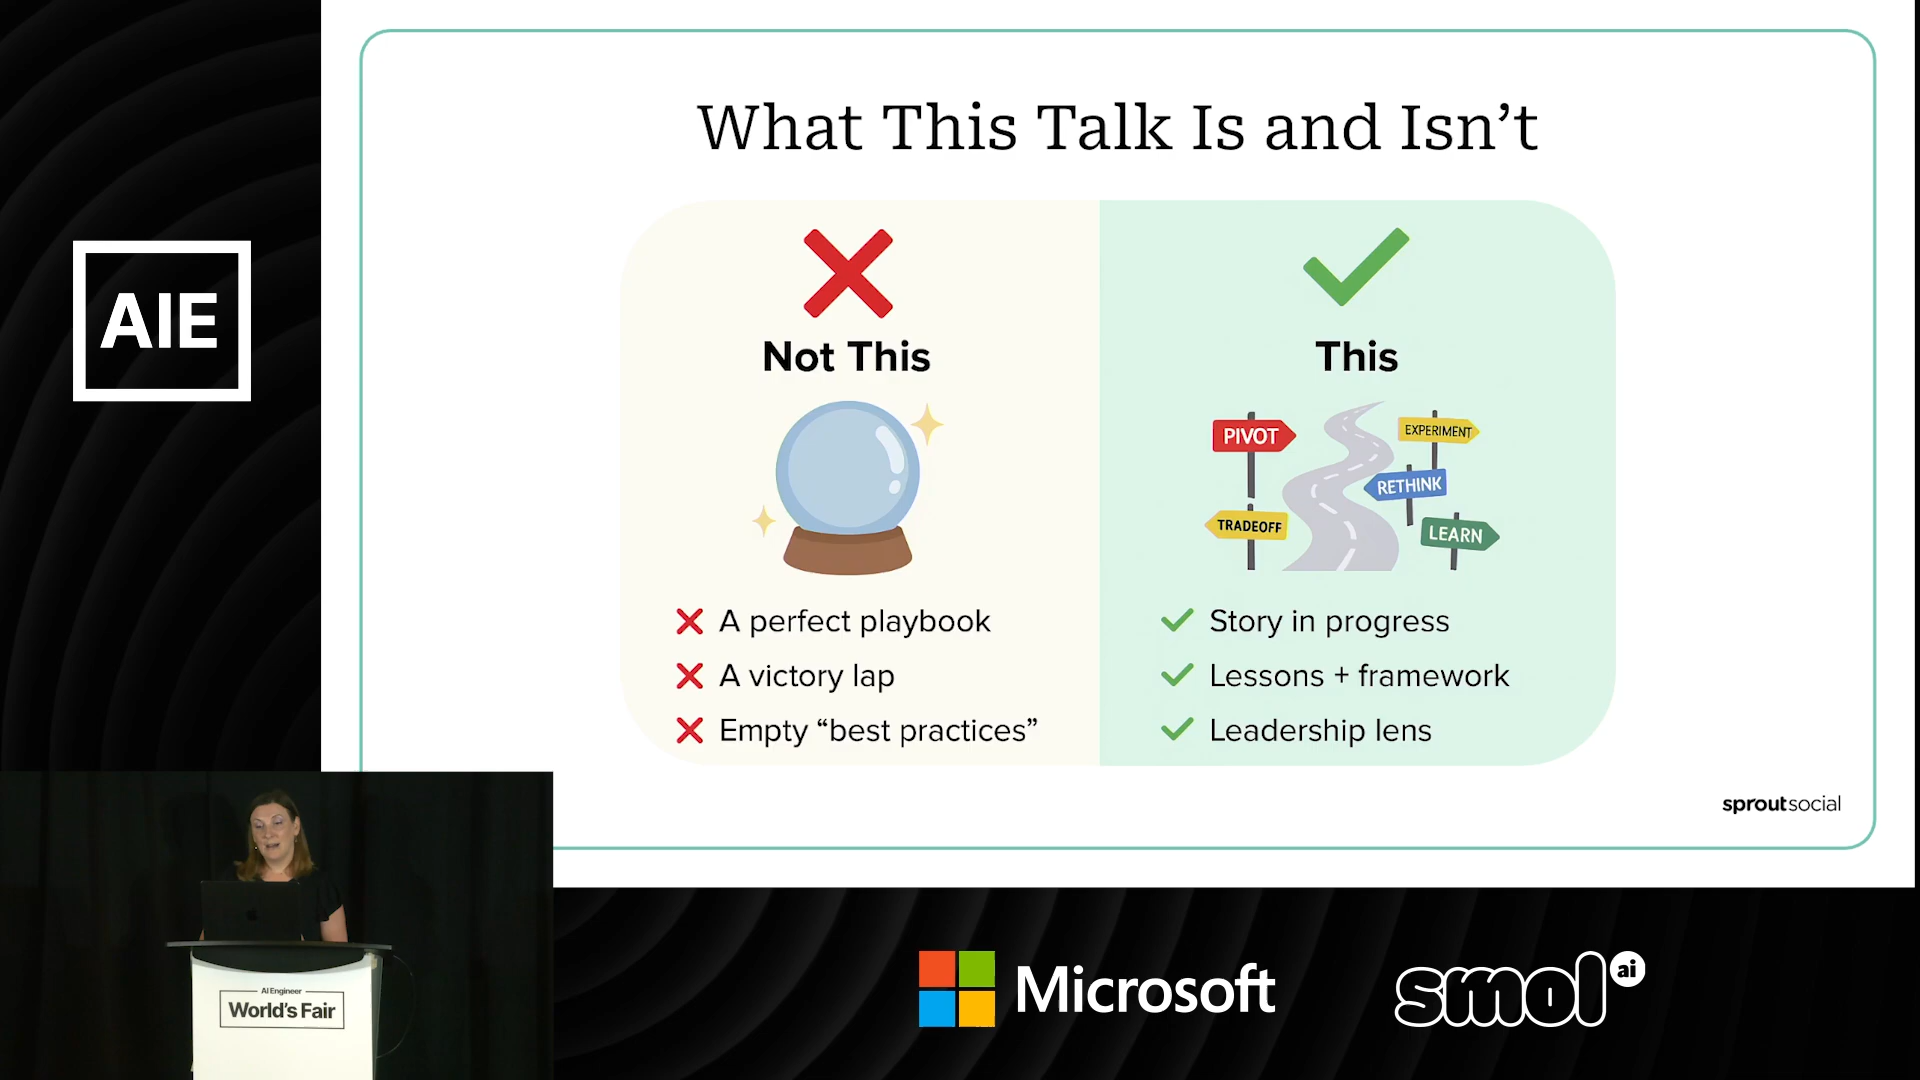 What This Talk Is and Isn’t
AIE
Not This
A perfect playbook
A victory lap
Empty “best practices”
This
PIVOT
EXPERIMENT
RETHINK
TRADEOFF
LEARN
Story in progress
Lessons + framework
Leadership lens
sproutsocial
AI Engineer
World's Fair
Microsoft
smol ai